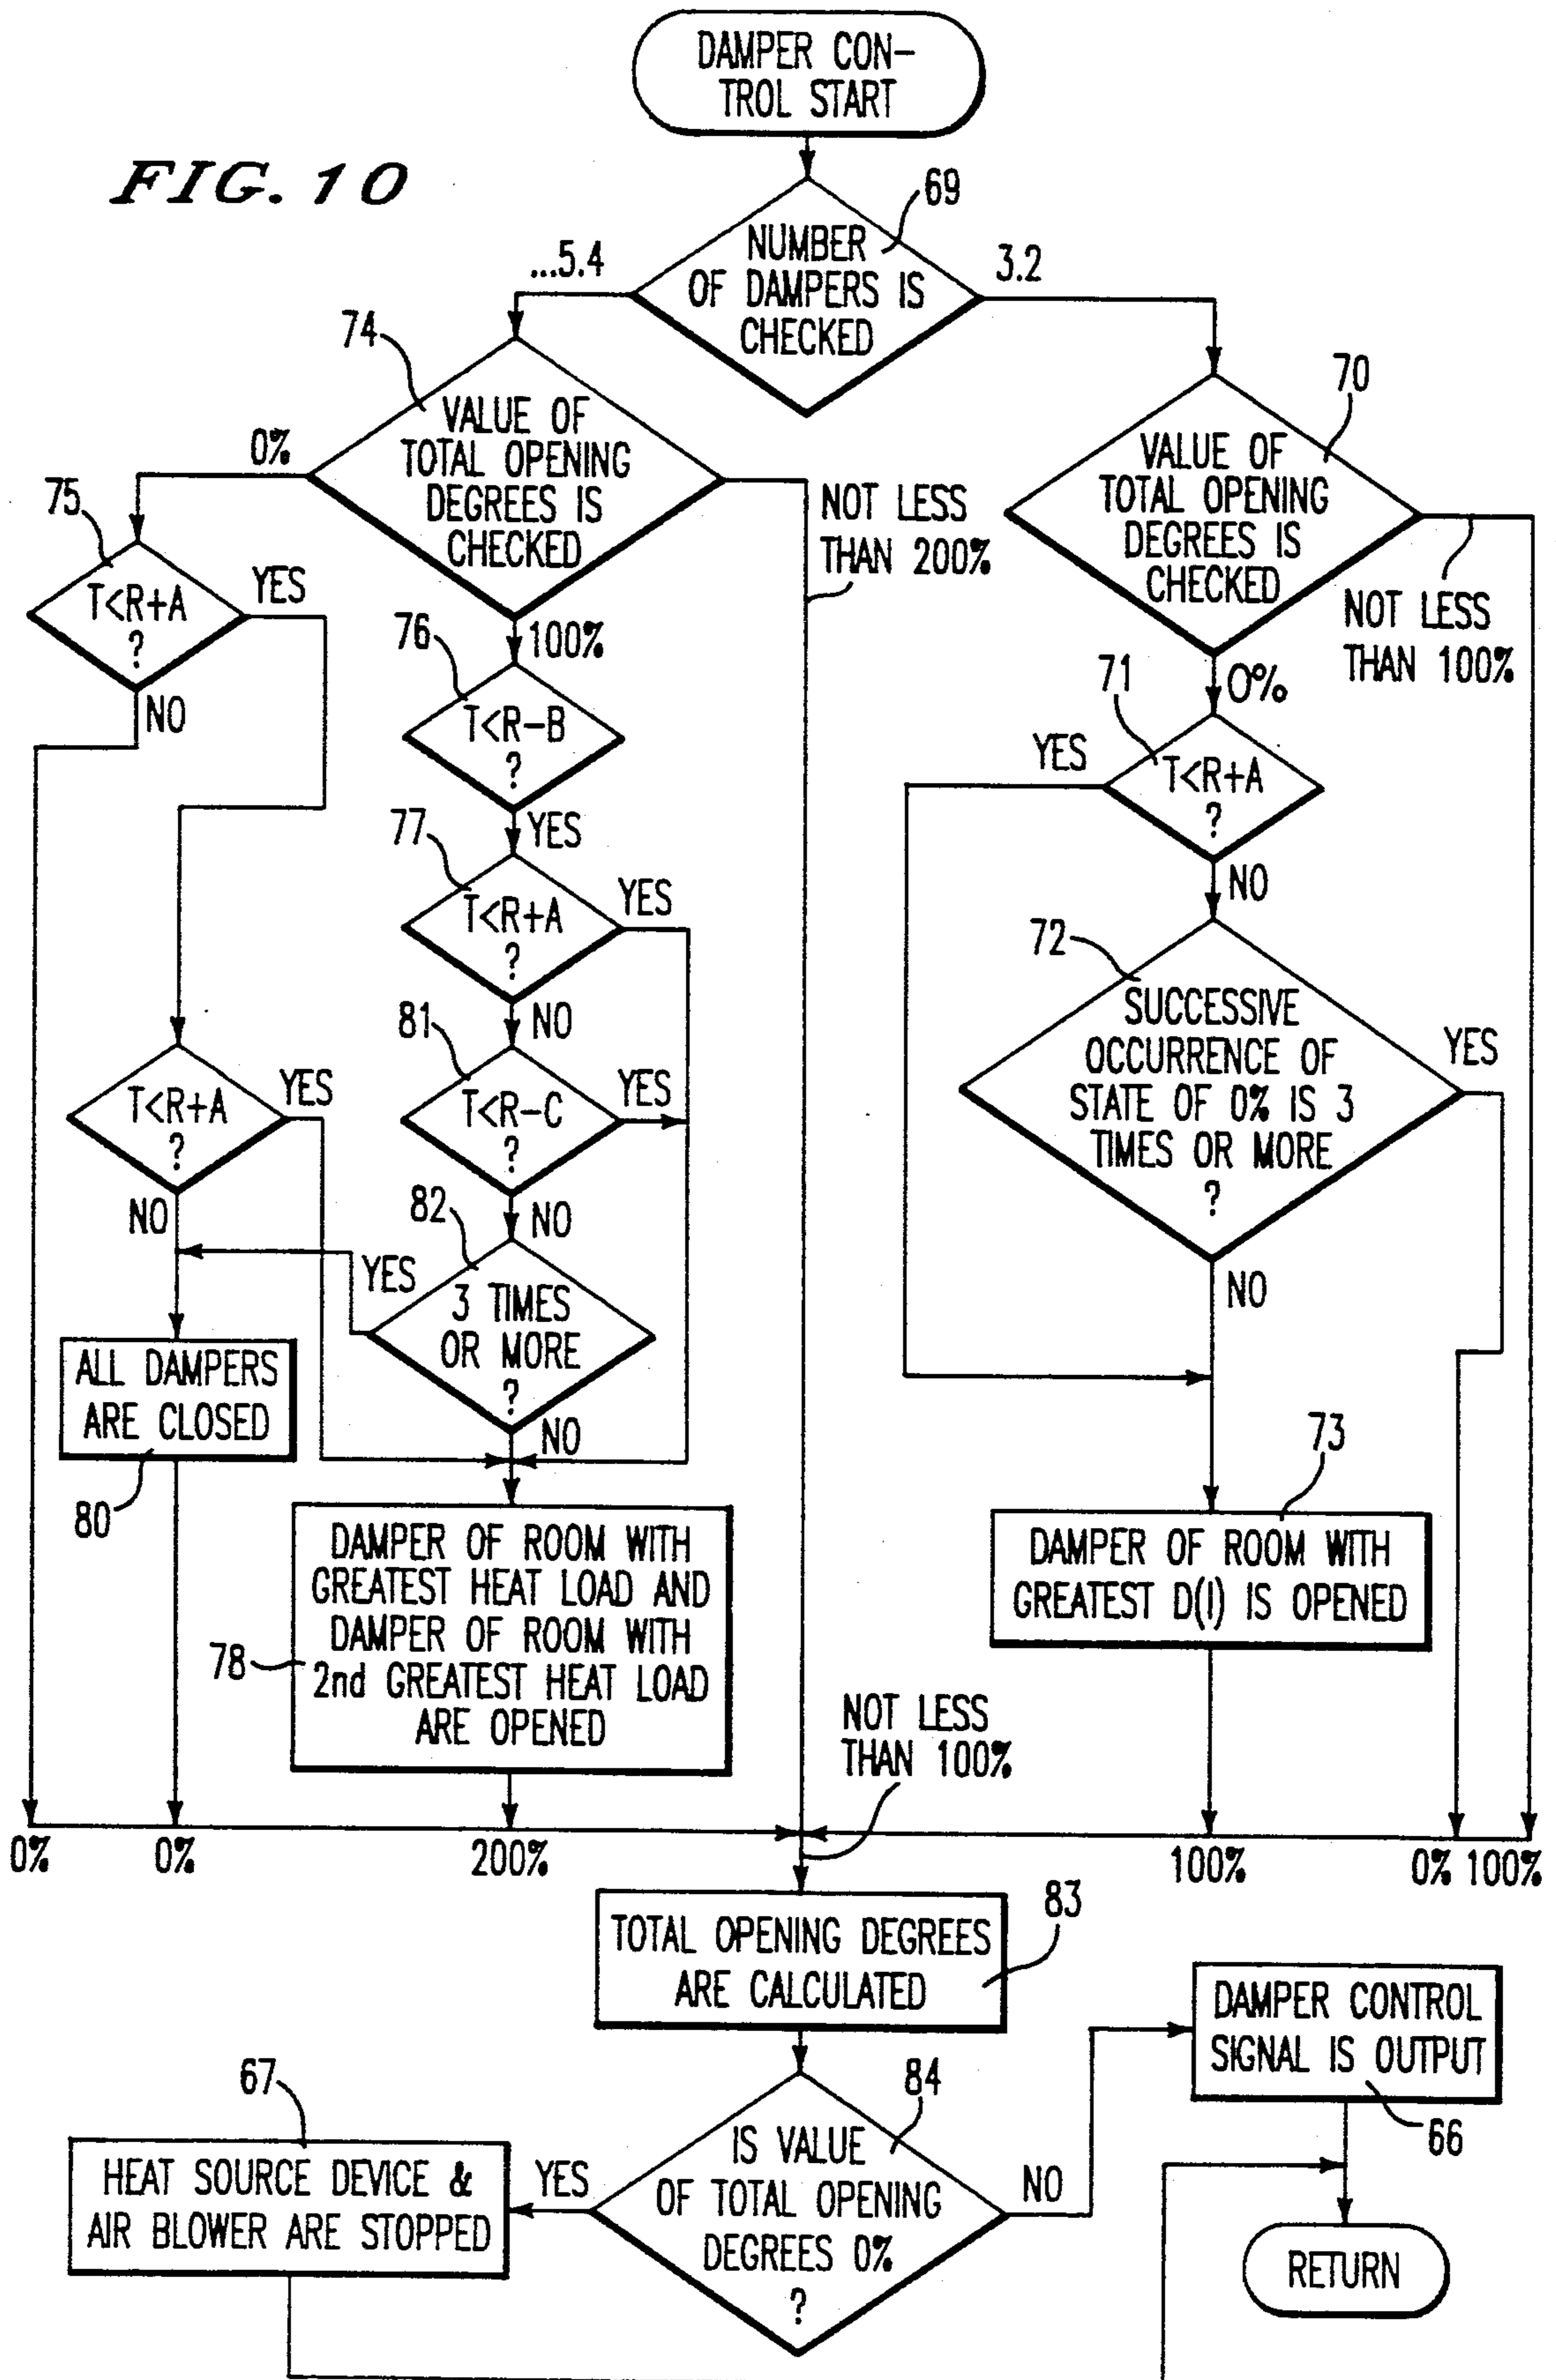 DAMPER CON-
TROL START
FIG. 10
69
NUMBER
OF DAMPERS IS
CHECKED
...5.4
3.2
74
VALUE OF
TOTAL OPENING
DEGREES IS
CHECKED
0%
NOT LESS
THAN 200%
70
VALUE OF
TOTAL OPENING
DEGREES IS
CHECKED
NOT LESS
THAN 100%
75
T<R+A
?
YES
NO
100%
76
T<R-B
?
YES
0%
71
T<R+A
?
YES
NO
77
T<R+A
?
YES
NO
72
SUCCESSIVE
OCCURRENCE OF
STATE OF 0% IS 3
TIMES OR MORE
?
YES
NO
81
T<R-C
?
YES
NO
T<R+A
?
YES
NO
82
3 TIMES
OR MORE
?
YES
NO
ALL DAMPERS
ARE CLOSED
80
DAMPER OF ROOM WITH
GREATEST HEAT LOAD AND
DAMPER OF ROOM WITH
2nd GREATEST HEAT LOAD
ARE OPENED
78
73
DAMPER OF ROOM WITH
GREATEST D(I) IS OPENED
NOT LESS
THAN 100%
0%
0%
200%
100%
0%
100%
TOTAL OPENING DEGREES
ARE CALCULATED
83
DAMPER CONTROL
SIGNAL IS OUTPUT
66
67
HEAT SOURCE DEVICE &
AIR BLOWER ARE STOPPED
84
IS VALUE
OF TOTAL OPENING
DEGREES 0%
?
YES
NO
RETURN